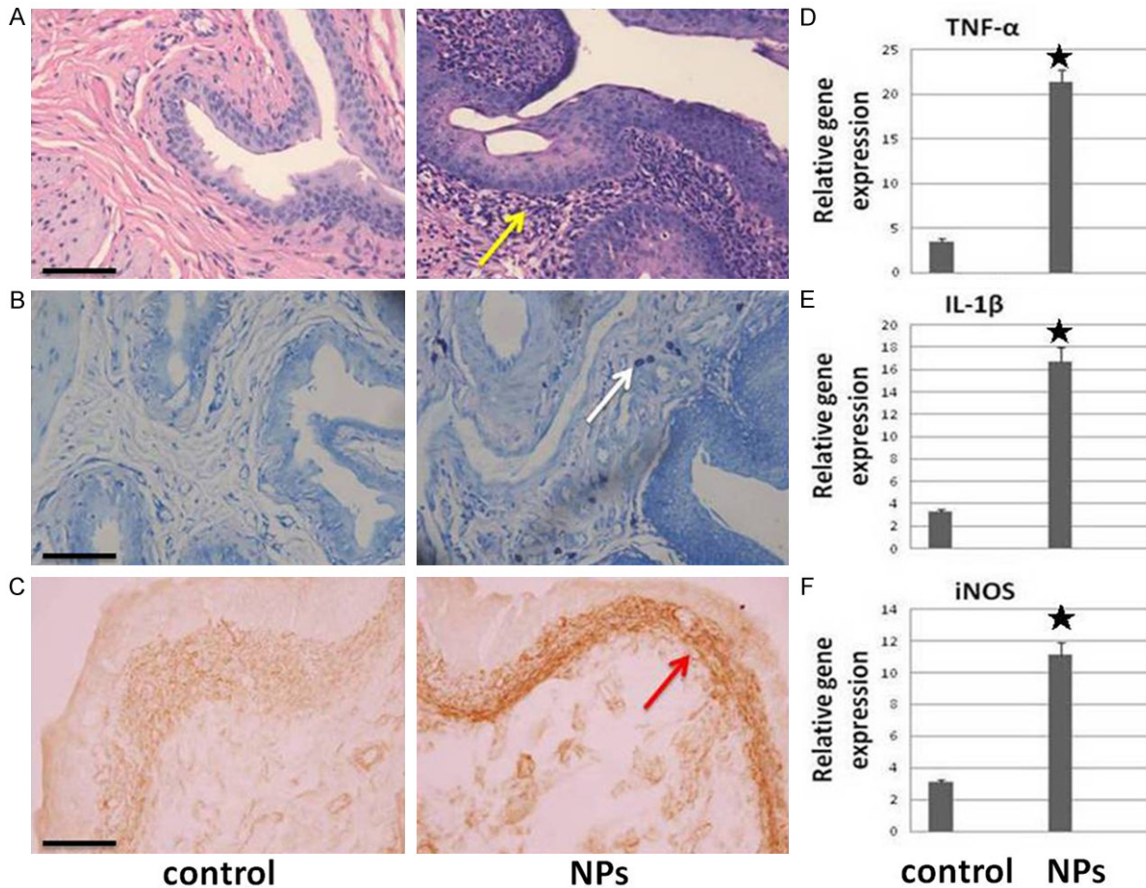 A
B
C
control
NPs
D
TNF-α
Relative gene
expression
25
20
15
10
5
0
E
IL-1β
Relative gene
expression
20
18
16
14
12
10
8
6
4
2
0
F
iNOS
Relative gene
expression
14
12
10
8
6
4
2
0
control
NPs